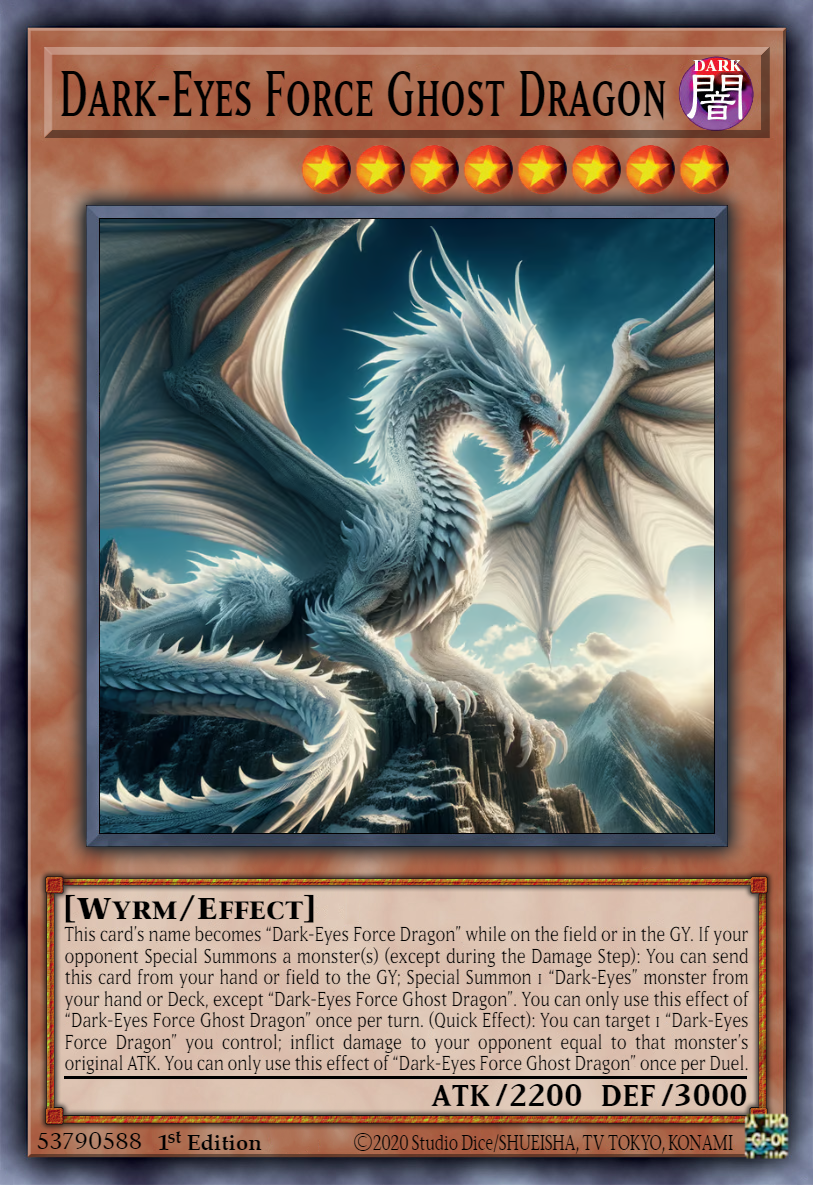 Dark-Eyes Force Ghost Dragon
DARK
闇
[Wyrm/Effect]
This card's name becomes “Dark-Eyes Force Dragon” while on the field or in the GY. If your
opponent Special Summons a monster(s) (except during the Damage Step): You can send
this card from your hand or field to the GY; Special Summon 1 “Dark-Eyes” monster from
your hand or Deck, except “Dark-Eyes Force Ghost Dragon”. You can only use this effect of
“Dark-Eyes Force Ghost Dragon” once per turn. (Quick Effect): You can target 1 “Dark-Eyes
Force Dragon” you control; inflict damage to your opponent equal to that monster's
original ATK. You can only use this effect of “Dark-Eyes Force Ghost Dragon” once per Duel.
ATK/2200 DEF/3000
53790588 1st Edition ©2020 Studio Dice/SHUEISHA, TV TOKYO, KONAMI